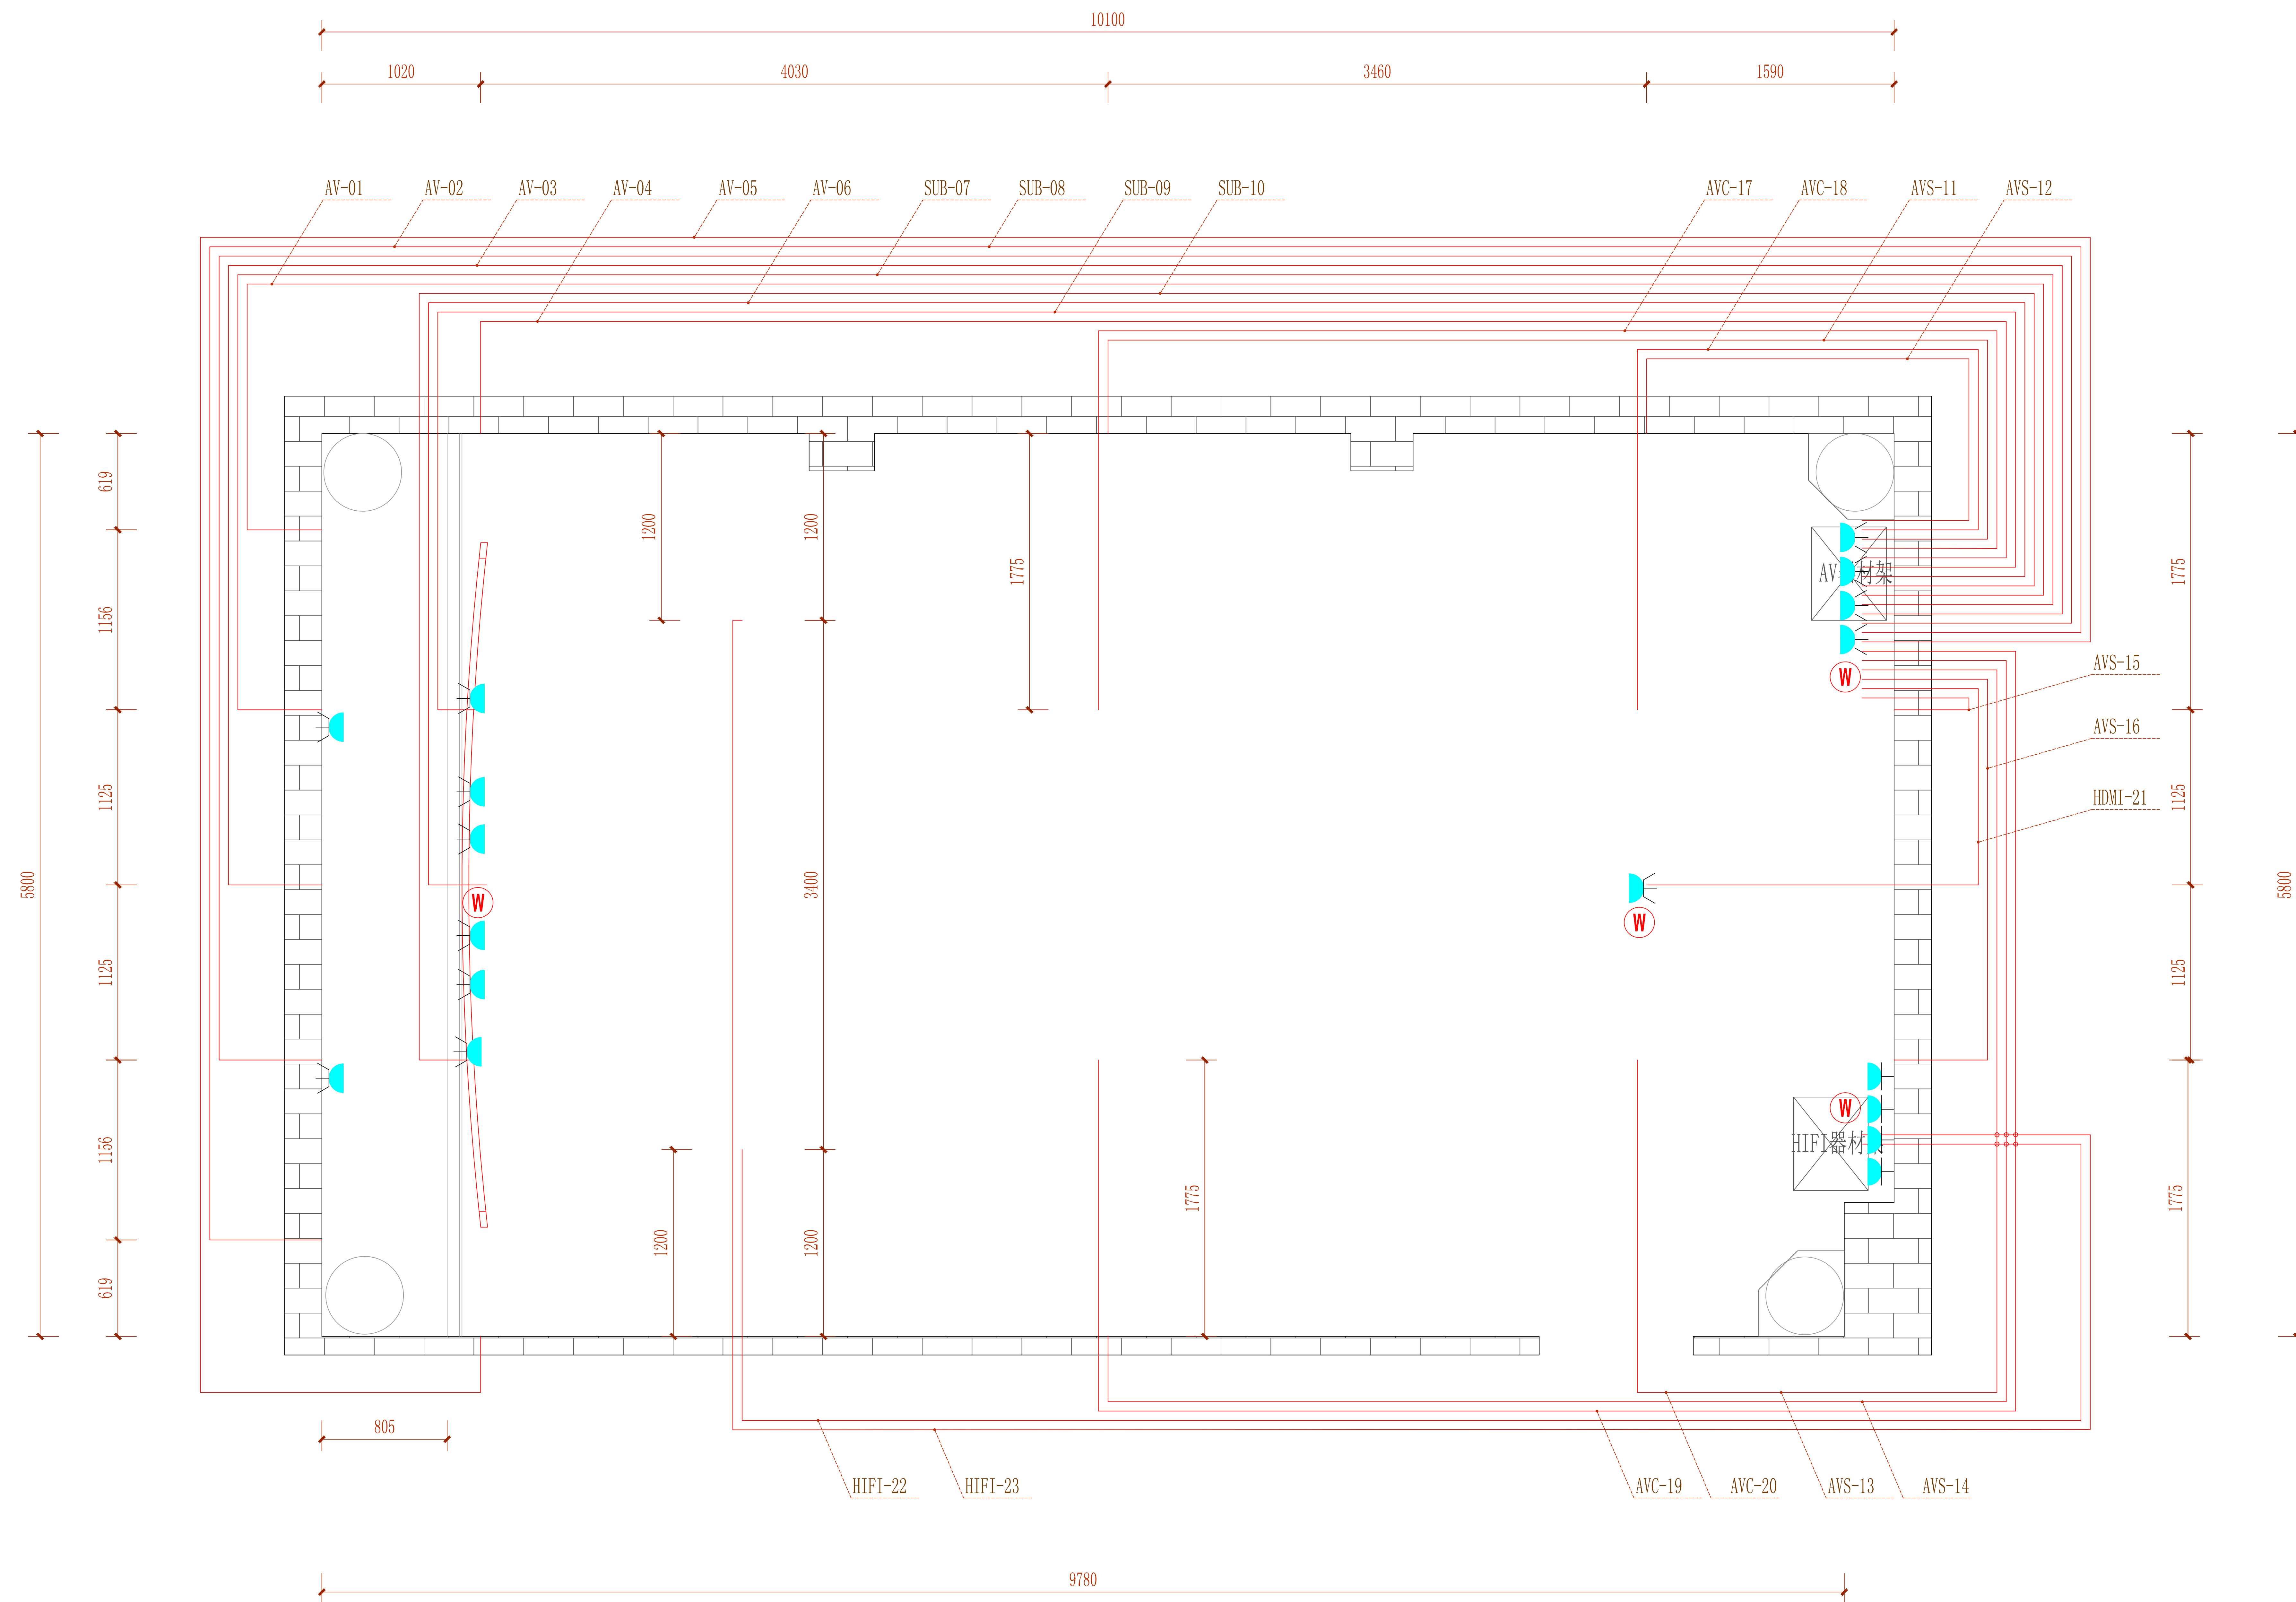 10100
1020 4030 3460 1590
AV-01 AV-02 AV-03 AV-04 AV-05 AV-06 SUB-07 SUB-08 SUB-09 SUB-10 AVC-17 AVC-18 AVS-11 AVS-12
619
1200 1200
1775 1775
AV 材架
1156
AVS-15
W
AVS-16
1125 1125
HDMI-21
5800 3400 5800
W
W
1125 1125
W
HIFI器材
1156
1775 1775
1200 1200
619
805
HIFI-22 HIFI-23 AVC-19 AVC-20 AVS-13 AVS-14
9780